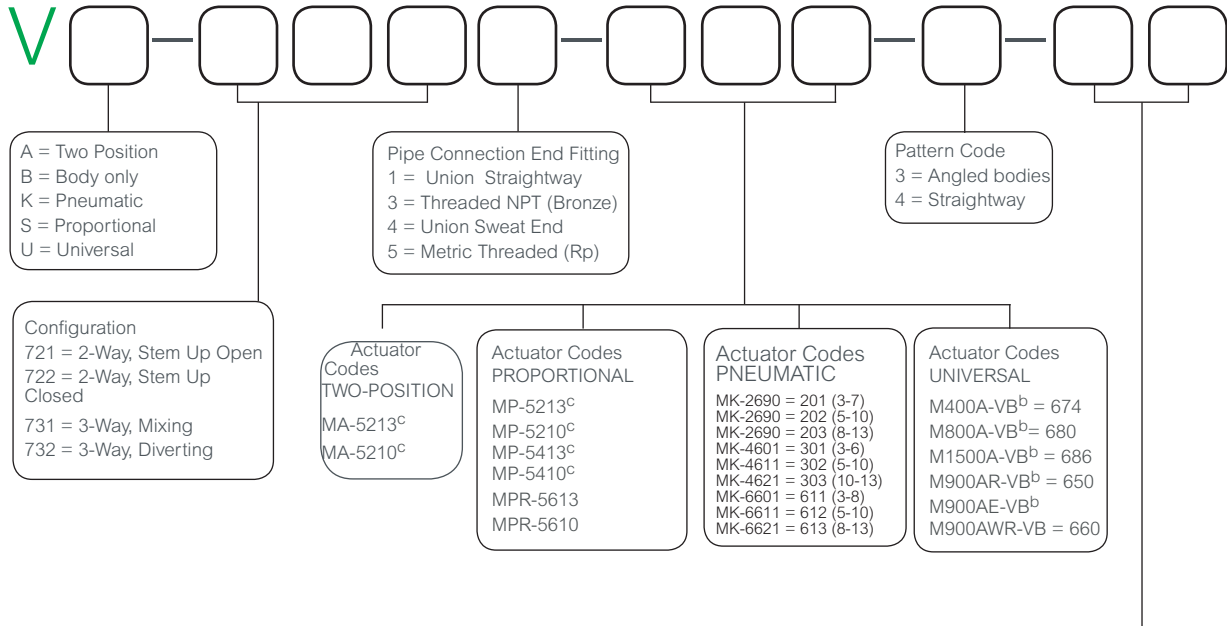 V
A = Two Position
B = Body only
K = Pneumatic
S = Proportional
U = Universal
Pipe Connection End Fitting
1 = Union Straightway
3 = Threaded NPT (Bronze)
4 = Union Sweat End
5 = Metric Threaded (Rp)
Pattern Code
3 = Angled bodies
4 = Straightway
Configuration
721 = 2-Way, Stem Up Open
722 = 2-Way, Stem Up
Closed
731 = 3-Way, Mixing
732 = 3-Way, Diverting
Actuator
Codes
TWO-POSITION
MA-5213c
MA-5210c
Actuator Codes
PROPORTIONAL
MP-5213c
MP-5210c
MP-5413c
MP-5410c
MPR-5613
MPR-5610
Actuator Codes
PNEUMATIC
MK-2690 = 201 (3-7)
MK-2690 = 202 (5-10)
MK-2690 = 203 (8-13)
MK-4601 = 301 (3-6)
MK-4611 = 302 (5-10)
MK-4621 = 303 (10-13)
MK-6601 = 611 (3-8)
MK-6611 = 612 (5-10)
MK-6621 = 613 (8-13)
Actuator Codes
UNIVERSAL
M400A-VBb = 674
M800A-VBb = 680
M1500A-VBb = 686
M900AR-VBb = 650
M900AE-VBb
M900AWR-VB = 660